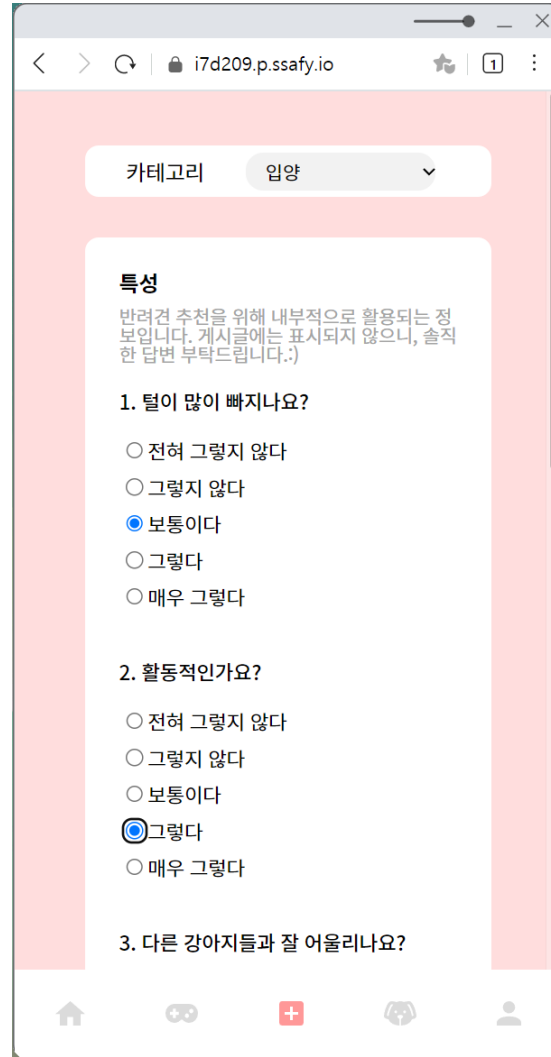 i7d209.p.ssafy.io
1
카테고리
입양
특성
반려견 추천을 위해 내부적으로 활용되는 정
보입니다. 게시글에는 표시되지 않으니, 솔직
한 답변 부탁드립니다.:)
1. 털이 많이 빠지나요?
전혀 그렇지 않다
그렇지 않다
보통이다
그렇다
매우 그렇다
2. 활동적인가요?
전혀 그렇지 않다
그렇지 않다
보통이다
그렇다
매우 그렇다
3. 다른 강아지들과 잘 어울리나요?